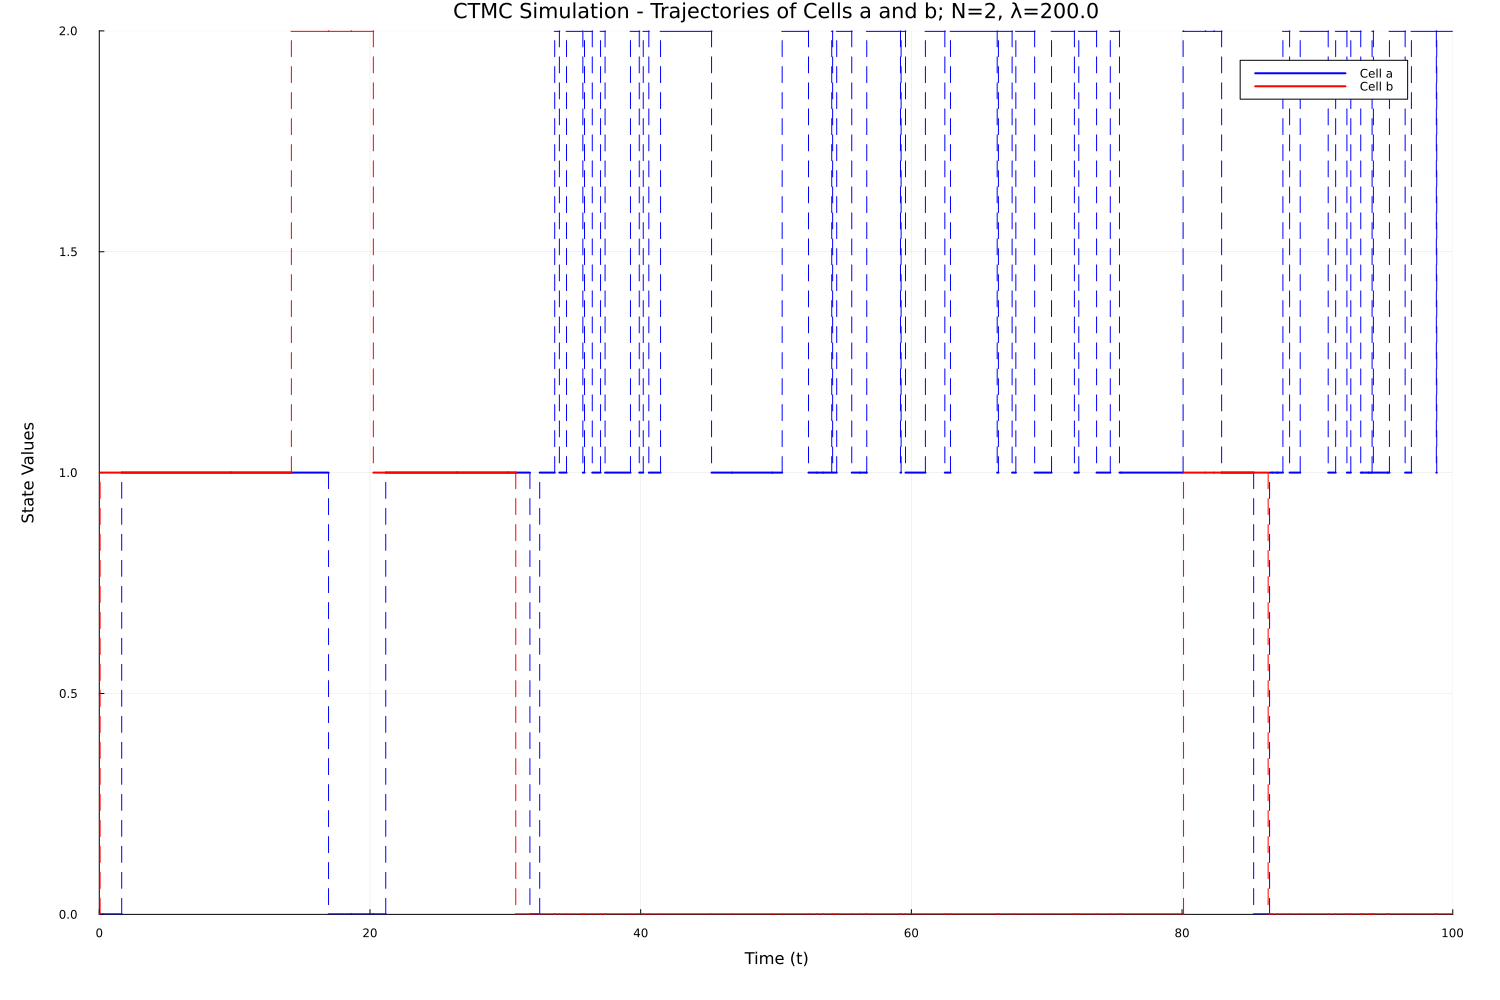 CTMC Simulation - Trajectories of Cells a and b; N=2, λ=200.0
2.0
Cell a
Cell b
1.5
1.0
State Values
0.5
0.0
0 20 40 60 80 100
Time (t)